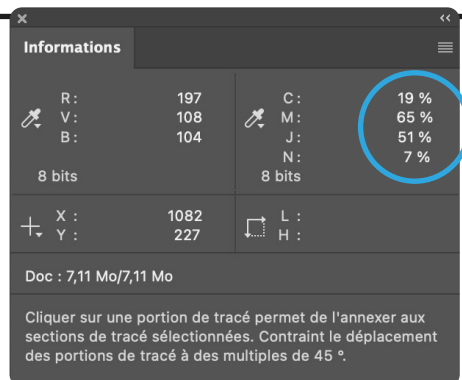 Informations
R : 197
V : 108
B : 104
8 bits
C : 19 %
M : 65 %
J : 51 %
N : 7 %
8 bits
X : 1082
Y : 227
L :
H :
Doc : 7,11 Mo/7,11 Mo
Cliquer sur une portion de tracé permet de l'annexer aux
sections de tracé sélectionnées. Contraint le déplacement
des portions de tracé à des multiples de 45 °.